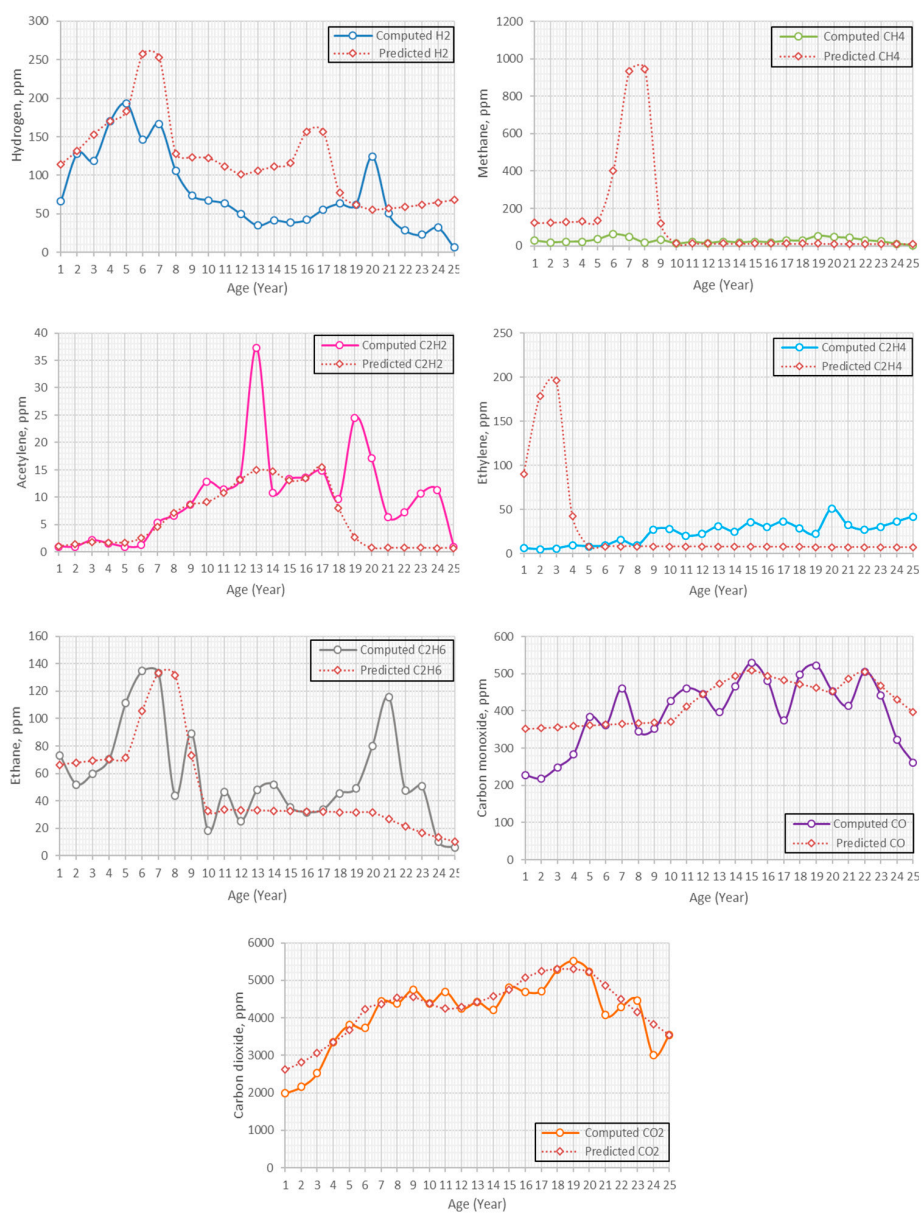 300
250
200
150
100
50
0
Hydrogen, ppm
Computed H2
Predicted H2
1 2 3 4 5 6 7 8 9 10 11 12 13 14 15 16 17 18 19 20 21 22 23 24 25
Age (Year)
1200
1000
800
600
400
200
0
Methane, ppm
Computed CH4
Predicted CH4
1 2 3 4 5 6 7 8 9 10 11 12 13 14 15 16 17 18 19 20 21 22 23 24 25
Age (Year)
40
35
30
25
20
15
10
5
0
Acetylene, ppm
Computed C2H2
Predicted C2H2
1 2 3 4 5 6 7 8 9 10 11 12 13 14 15 16 17 18 19 20 21 22 23 24 25
Age (Year)
250
200
150
100
50
0
Ethylene, ppm
Computed C2H4
Predicted C2H4
1 2 3 4 5 6 7 8 9 10 11 12 13 14 15 16 17 18 19 20 21 22 23 24 25
Age (Year)
160
140
120
100
80
60
40
20
0
Ethane, ppm
Computed C2H6
Predicted C2H6
1 2 3 4 5 6 7 8 9 10 11 12 13 14 15 16 17 18 19 20 21 22 23 24 25
Age (Year)
600
500
400
300
200
100
0
Carbon monoxide, ppm
Computed CO
Predicted CO
1 2 3 4 5 6 7 8 9 10 11 12 13 14 15 16 17 18 19 20 21 22 23 24 25
Age (Year)
6000
5000
4000
3000
2000
1000
0
Carbon dioxide, ppm
Computed CO2
Predicted CO2
1 2 3 4 5 6 7 8 9 10 11 12 13 14 15 16 17 18 19 20 21 22 23 24 25
Age (Year)